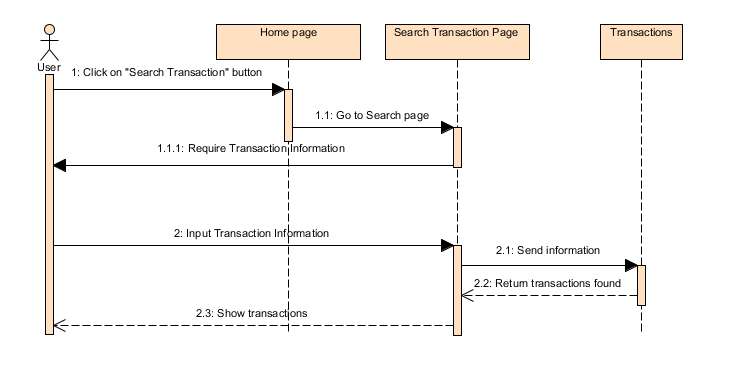 Home page
Search Transaction Page
Transactions
User
1: Click on "Search Transaction" button
1.1: Go to Search page
1.1.1: Require Transaction Information
2: Input Transaction Information
2.1: Send information
2.2: Return transactions found
2.3: Show transactions